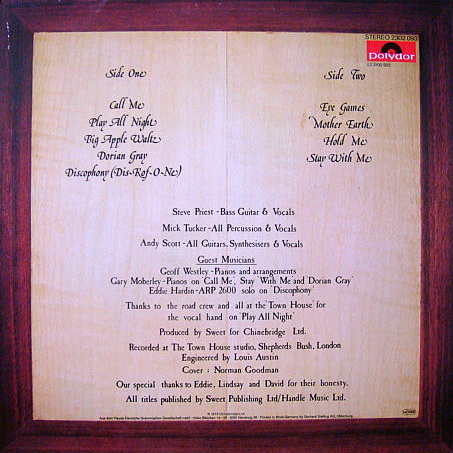 STEREO 2302 093
Polydor
Side One
Call Me
Play All Night
Big Apple Waltz
Dorian Gray
Discophony (Dis-Kof-O-Ne)
Side Two
Eye Games
Mother Earth
Hold Me
Stay With Me
Steve Priest - Bass Guitar & Vocals
Mick Tucker - All Percussion & Vocals
Andy Scott - All Guitars, Synthesisers & Vocals
Guest Musicians
Geoff Westley - Pianos and arrangements
Gary Moberley - Pianos on 'Call Me', 'Stay With Me' and 'Dorian Gray'
Eddie Hardin - ARP 2600 solo on 'Discophony'
Thanks to the road crew and all at the 'Town House' for
the vocal hand on 'Play All Night'
Produced by Sweet for Chinebridge Ltd.
Recorded at The Town House studio, Shepherds Bush, London
Engineered by Louis Austin
Cover : Norman Goodman
Our special thanks to Eddie, Lindsay and David for their honesty.
All titles published by Sweet Publishing Ltd/Handle Music Ltd.